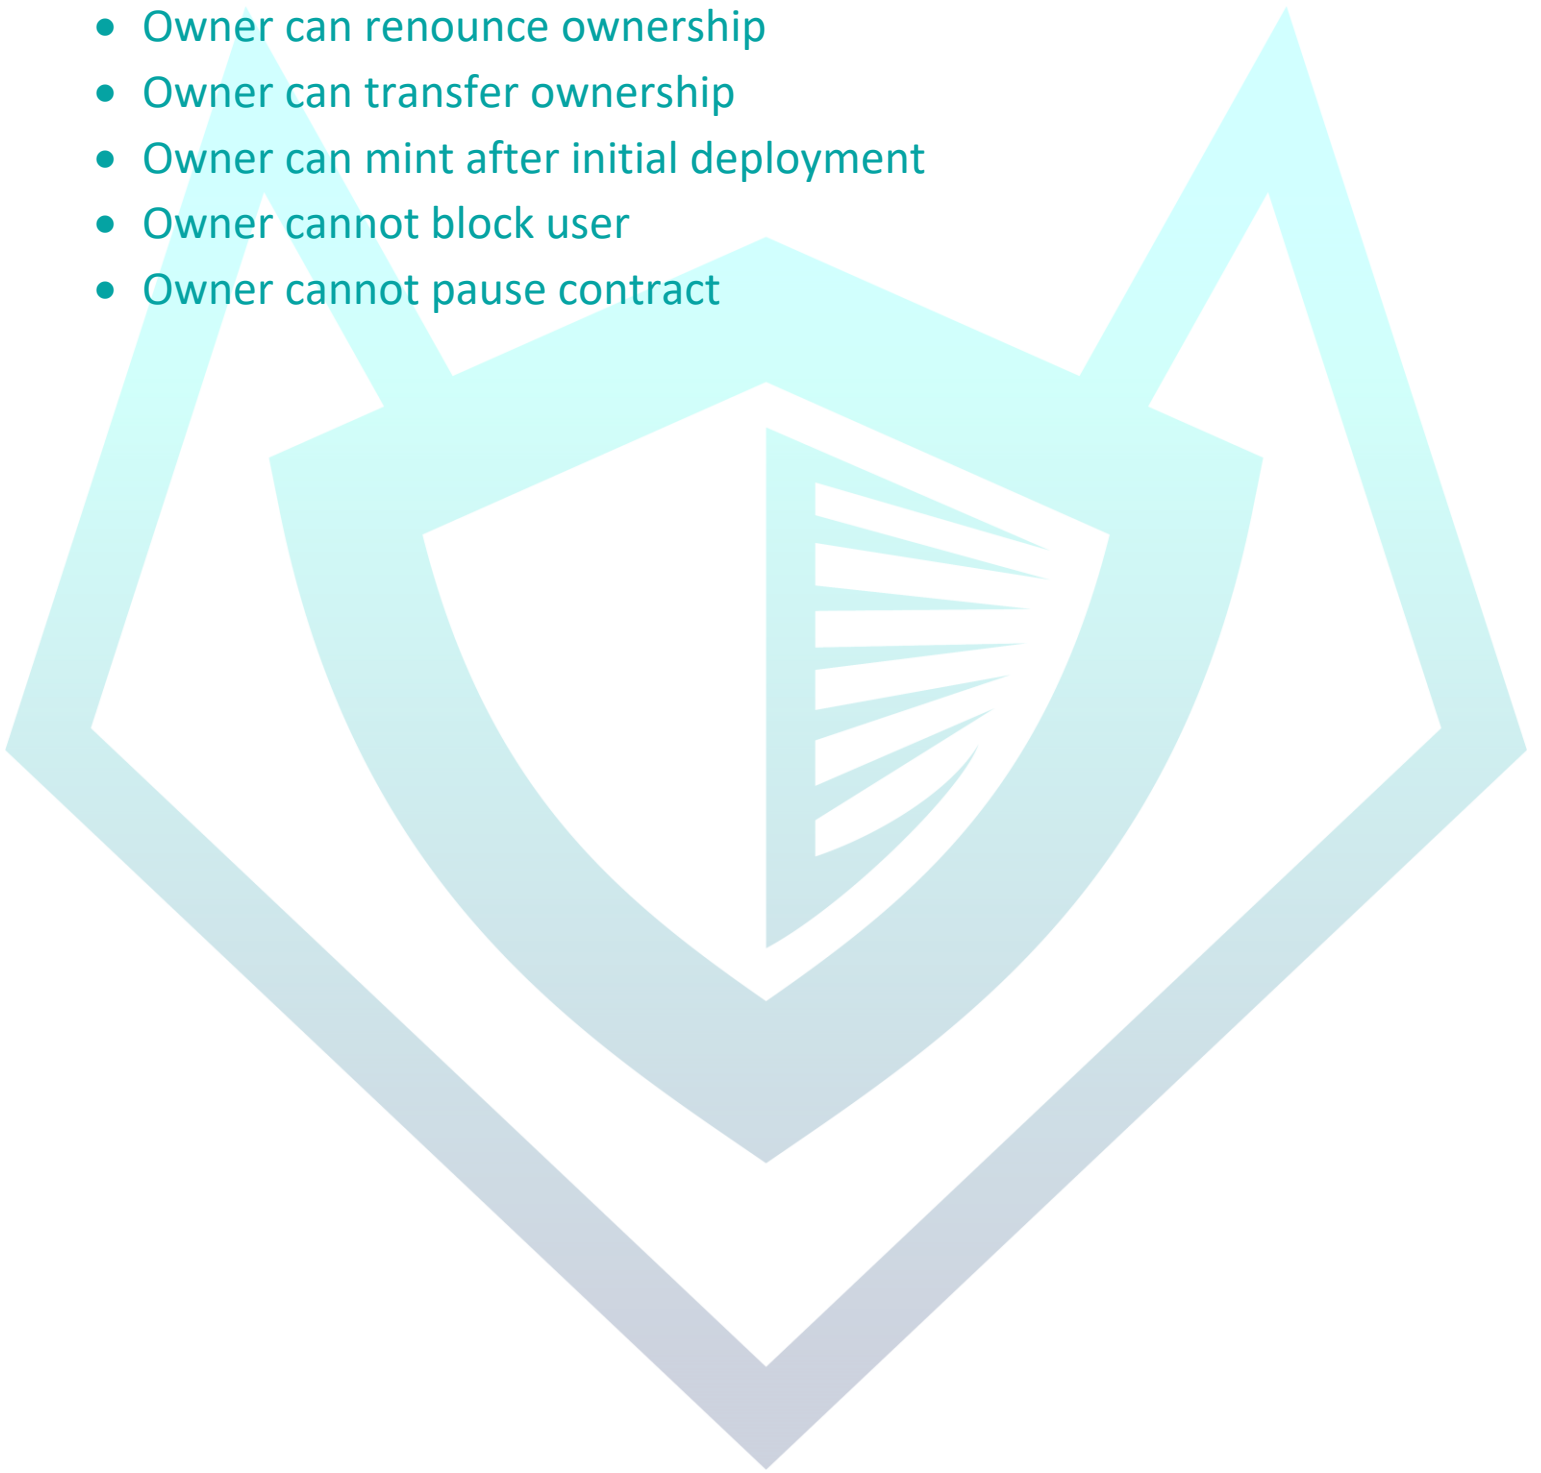 • Owner can renounce ownership
• Owner can transfer ownership
• Owner can mint after initial deployment
• Owner cannot block user
• Owner cannot pause contract